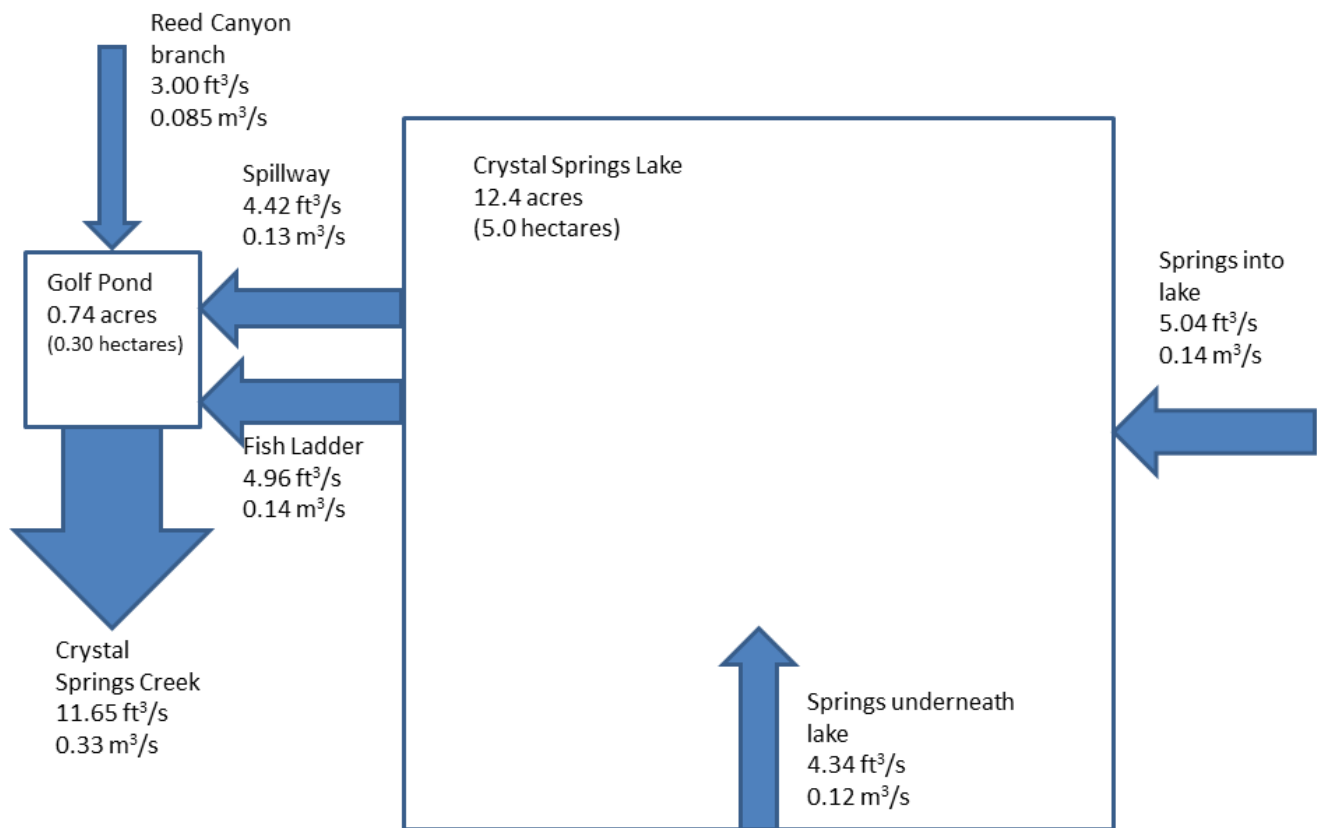 Reed Canyon
branch
3.00 ft³/s
0.085 m³/s
Spillway
4.42 ft³/s
0.13 m³/s
Crystal Springs Lake
12.4 acres
(5.0 hectares)
Springs into
lake
5.04 ft³/s
0.14 m³/s
Golf Pond
0.74 acres
(0.30 hectares)
Fish Ladder
4.96 ft³/s
0.14 m³/s
Crystal
Springs Creek
11.65 ft³/s
0.33 m³/s
Springs underneath
lake
4.34 ft³/s
0.12 m³/s